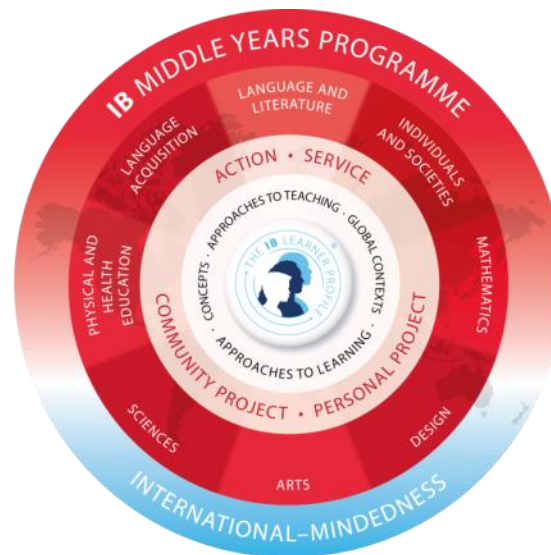 IB MIDDLE YEARS PROGRAMME
LANGUAGE AND
LITERATURE
INDIVIDUALS
AND SOCIETIES
MATHEMATICS
DESIGN
ARTS
SCIENCES
PHYSICAL AND
HEALTH
EDUCATION
LANGUAGE
ACQUISITION
ACTION • SERVICE
COMMUNITY PROJECT • PERSONAL PROJECT
CONCEPTS · APPROACHES TO TEACHING · GLOBAL CONTEXTS ·
APPROACHES TO LEARNING ·
THE IB LEARNER PROFILE
®
INTERNATIONAL–MINDEDNESS